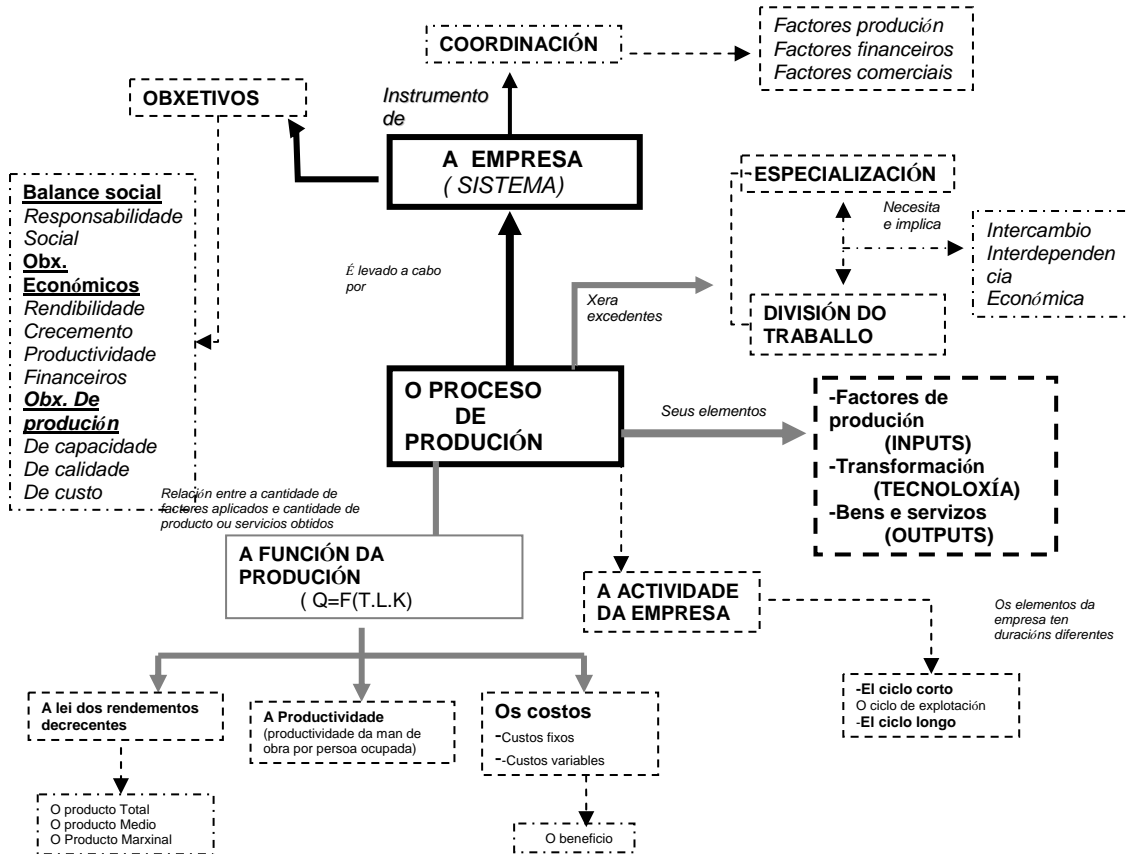 COORDINACIÓN
Factores produción
Factores financeiros
Factores comerciais
OBXETIVOS
Instrumento
de
A EMPRESA
( SISTEMA)
ESPECIALIZACIÓN
Necesita
e implica
Intercambio
Interdependen
cia
Económica
DIVISIÓN DO
TRABALLO
Balance social
Responsabilidade
Social
Obx.
Económicos
Rendibilidade
Crecemento
Productividade
Financeiros
Obx. De
produción
De capacidade
De calidade
De custo
É levado a cabo
por
Xera
excedentes
O PROCESO
DE
PRODUCIÓN
Seus elementos
-Factores de
produción
(INPUTS)
-Transformación
(TECNOLOXÍA)
-Bens e servizos
(OUTPUTS)
Relación entre a cantidade de
factores aplicados e cantidade de
producto ou servicios obtidos
A FUNCIÓN DA
PRODUCIÓN
( Q=F(T.L.K)
A ACTIVIDADE
DA EMPRESA
Os elementos da
empresa ten
duracións diferentes
-El ciclo corto
O ciclo de explotación
-El ciclo longo
A lei dos rendementos
decrecentes
A Productividade
(productividade da man de
obra por persoa ocupada)
Os costos
-Custos fixos
--Custos variables
O producto Total
O producto Medio
O Producto Marxinal
O beneficio